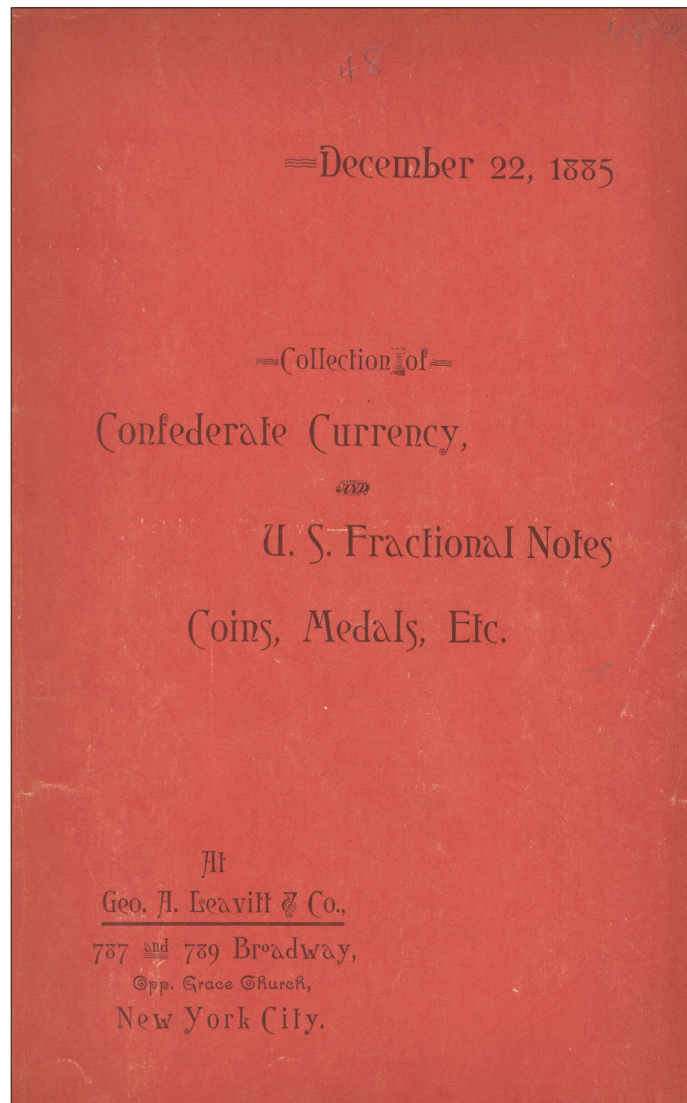 48
December 22, 1885
Collection of
Confederate Currency,
AND
U. S. Fractional Notes
Coins, Medals, Etc.
At
Geo. A. Leavitt & Co.,
787 and 789 Broadway,
Opp. Grace Church,
New York City.